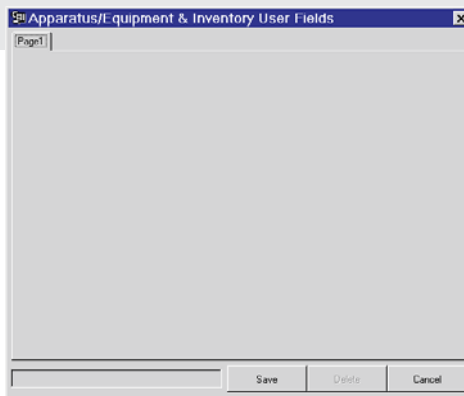 Apparatus/Equipment & Inventory User Fields
Page1
Save Delete Cancel